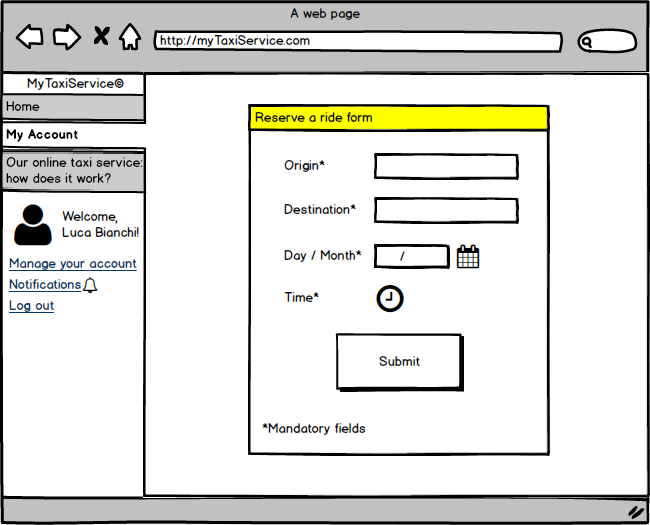 A web page
http://myTaxiService.com
MyTaxiService©
Home
My Account
Our online taxi service:
how does it work?
Welcome,
Luca Bianchi!
Manage your account
Notifications
Log out
Reserve a ride form
Origin*
Destination*
Day / Month*
/
Time*
Submit
*Mandatory fields